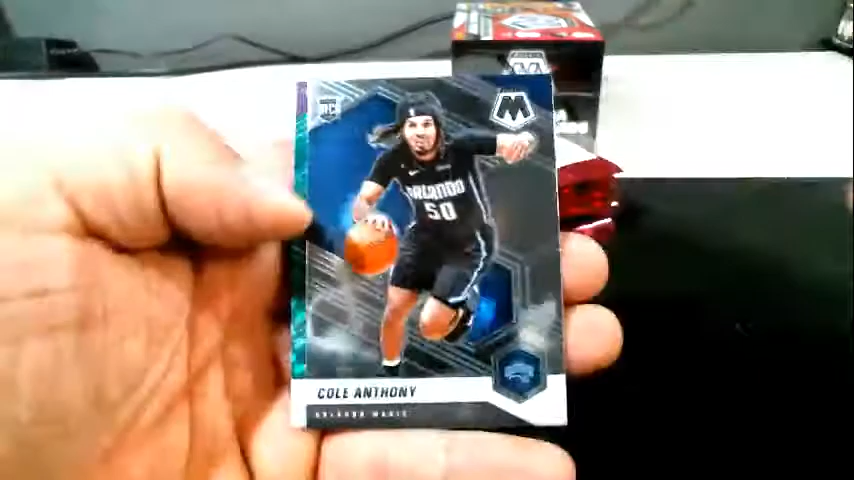 RC
M
ORLANDO
50
COLE ANTHONY
ORLANDO MAGIC